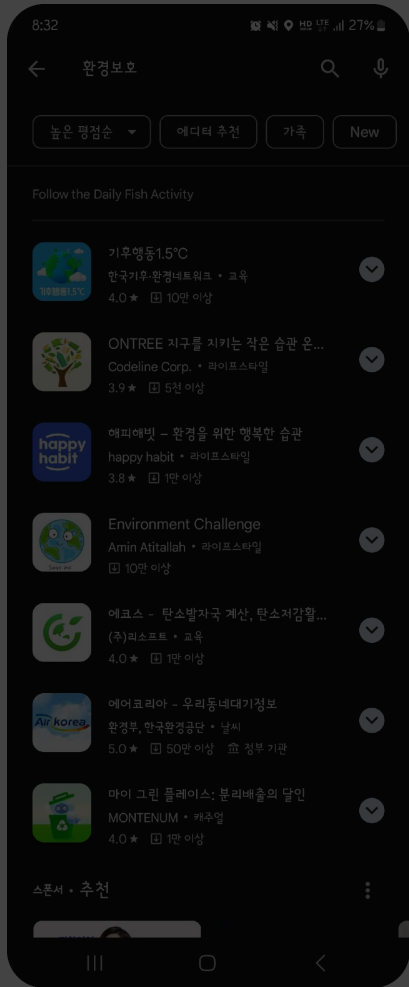 8:32 HD LTE 27%
환경보호
높은 평점순 에디터 추천 가족 New
Follow the Daily Fish Activity
기후행동1.5℃
기후행동1.5℃
한국기후·환경네트워크 • 교육
4.0★ 10만 이상
ONTREE 지구를 지키는 작은 습관 온...
Codeline Corp. • 라이프스타일
3.9★ 5천 이상
happy
habit
해피해빗 – 환경을 위한 행복한 습관
happy habit • 라이프스타일
3.8★ 1만 이상
Environment Challenge
Amin Atitallah • 라이프스타일
10만 이상
에코스 - 탄소발자국 계산, 탄소저감활...
(주)리소프트 • 교육
4.0★ 1만 이상
Air korea
에어코리아 - 우리동네대기정보
환경부, 한국환경공단 • 날씨
5.0★ 50만 이상 정부 기관
마이 그린 플레이스: 분리배출의 달인
MONTENUM • 캐주얼
4.0★ 1만 이상
스폰서 • 추천